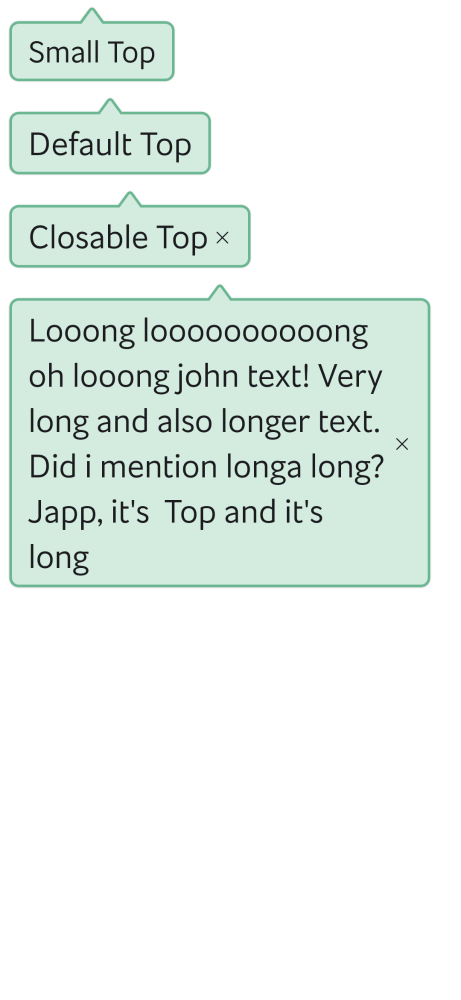 Small Top
Default Top
Closable Top ×
Looong loooooooooong
oh looong john text! Very
long and also longer text.
Did i mention longa long?
Japp, it's  Top and it's
long
×